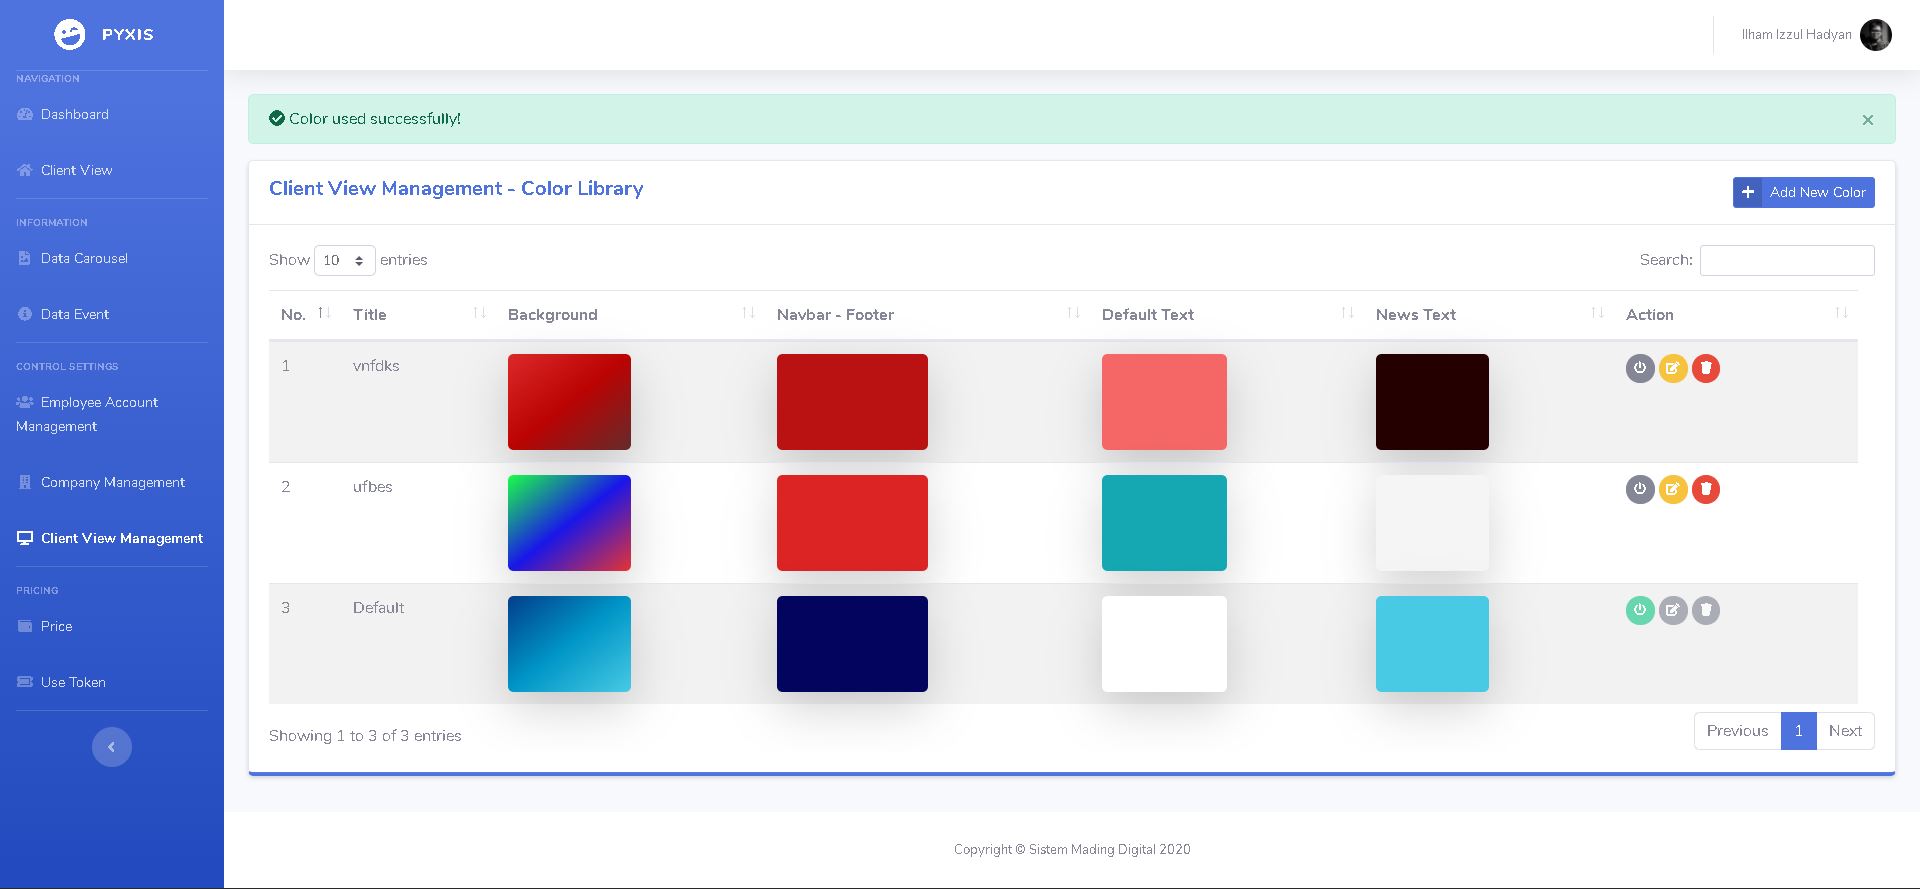 PYXIS
Ilham Izzul Hadyan
NAVIGATION
Dashboard
Client View
INFORMATION
Data Carousel
Data Event
CONTROL SETTINGS
Employee Account
Management
Company Management
Client View Management
PRICING
Price
Use Token
Color used successfully!
×
Client View Management - Color Library
Add New Color
Show 10 entries
Search:
No. Title Background Navbar - Footer Default Text News Text Action
1 vnfdks
2 ufbes
3 Default
Showing 1 to 3 of 3 entries
Previous 1 Next
Copyright © Sistem Mading Digital 2020